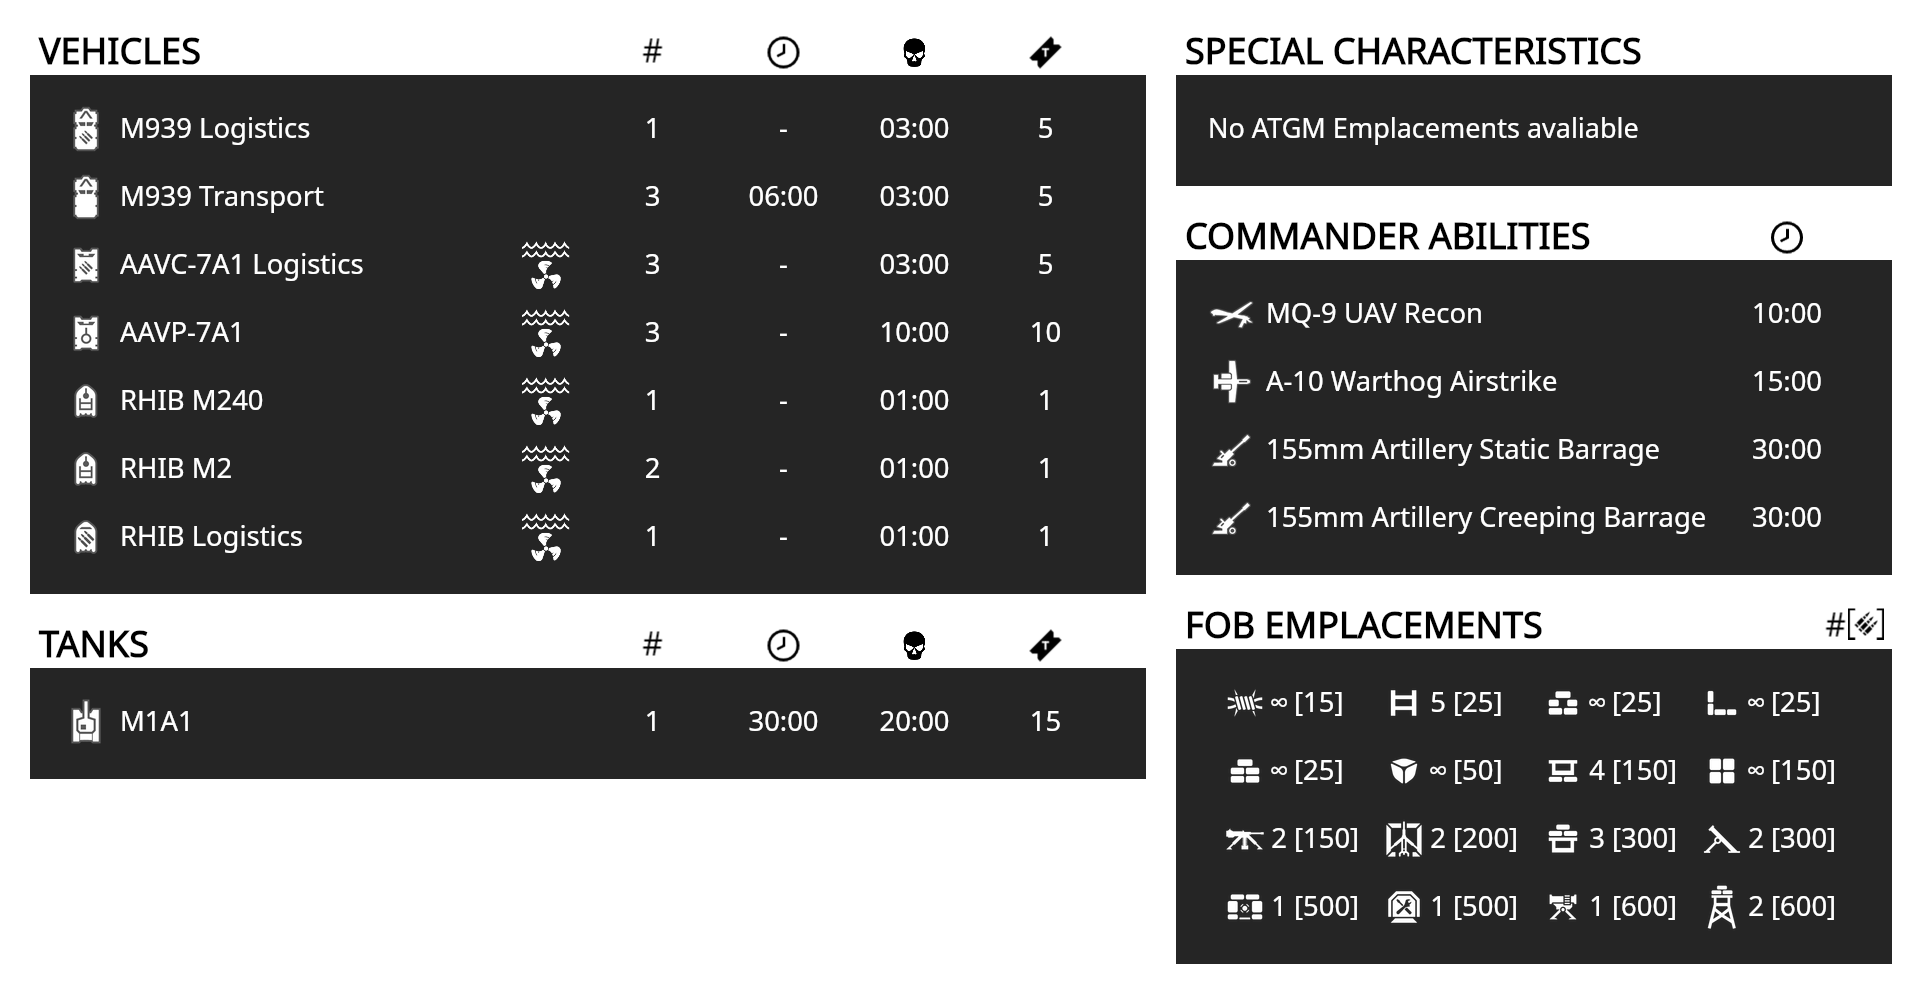 VEHICLES #
M939 Logistics 1 - 03:00 5
M939 Transport 3 06:00 03:00 5
AAVC-7A1 Logistics 3 - 03:00 5
AAVP-7A1 3 - 10:00 10
RHIB M240 1 - 01:00 1
RHIB M2 2 - 01:00 1
RHIB Logistics 1 - 01:00 1
TANKS #
M1A1 1 30:00 20:00 15
SPECIAL CHARACTERISTICS
No ATGM Emplacements avaliable
COMMANDER ABILITIES
MQ-9 UAV Recon 10:00
A-10 Warthog Airstrike 15:00
155mm Artillery Static Barrage 30:00
155mm Artillery Creeping Barrage 30:00
FOB EMPLACEMENTS #[ ]
∞ [15] 5 [25] ∞ [25] ∞ [25]
∞ [25] ∞ [50] 4 [150] ∞ [150]
2 [150] 2 [200] 3 [300] 2 [300]
1 [500] 1 [500] 1 [600] 2 [600]